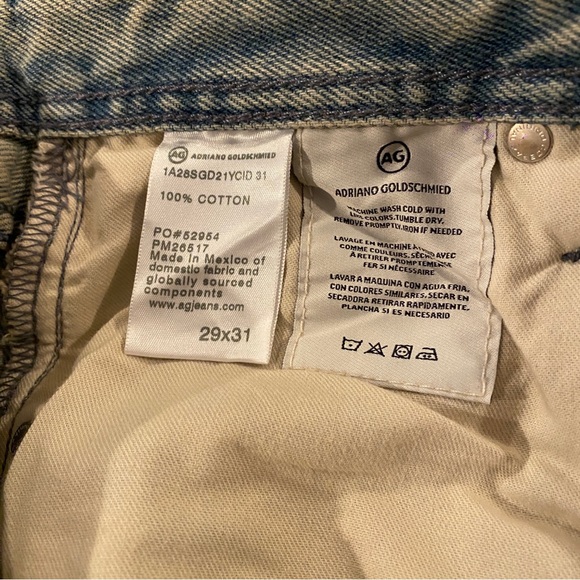 AG ADRIANO GOLDSCHMIED
1A28SGD21YCID 31
100% COTTON
PO#52954
PM26517
Made in Mexico of
domestic fabric and
globally sourced
components
www.agjeans.com
29x31
AG
ADRIANO GOLDSCHMIED
MACHINE WASH COLD WITH
LIKE COLORS. TUMBLE DRY.
REMOVE PROMPTLY. IRON IF NEEDED
LAVAGE EN MACHINE A FROID AVEC
COMME COULEURS. SÉCHOIR
A RETIRER PROMPTEMENT
FER SI NÉCESSAIRE
LAVAR A MAQUINA CON AGUA FRIA,
CON COLORES SIMILARES. SECAR EN
SECADORA RETIRAR RAPIDAMENTE.
PLANCHA SI ES NECESARIO